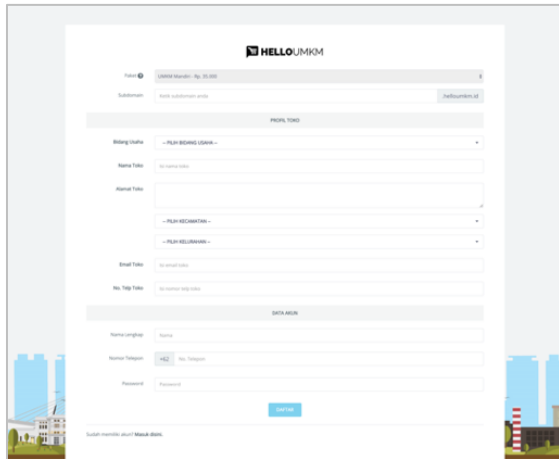 HELLOUMKM
Paket
UMKM Mandiri - Rp. 35.000
Subdomain
Ketik subdomain anda
.helloumkm.id
PROFIL TOKO
Bidang Usaha
-- PILIH BIDANG USAHA --
Nama Toko
Isi nama toko
Alamat Toko
-- PILIH KECAMATAN --
-- PILIH KELURAHAN --
Email Toko
Isi email toko
No. Telp Toko
Isi nomor telp toko
DATA AKUN
Nama Lengkap
Nama
Nomor Telepon
+62
No. Telepon
Password
Password
DAFTAR
Sudah memiliki akun? Masuk disini.